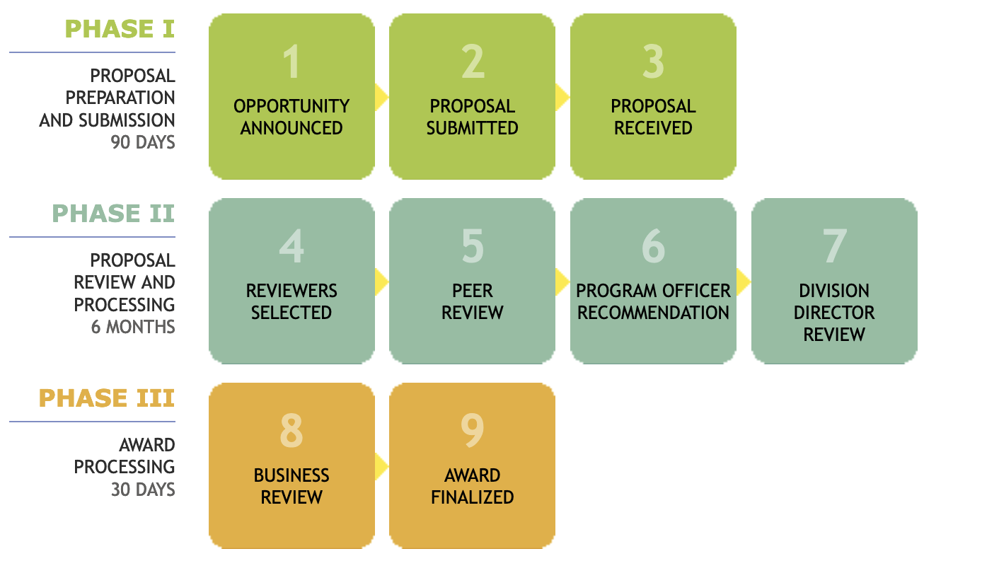 PHASE I
PROPOSAL
PREPARATION
AND SUBMISSION
90 DAYS
1
OPPORTUNITY
ANNOUNCED
2
PROPOSAL
SUBMITTED
3
PROPOSAL
RECEIVED
PHASE II
PROPOSAL
REVIEW AND
PROCESSING
6 MONTHS
4
REVIEWERS
SELECTED
5
PEER
REVIEW
6
PROGRAM OFFICER
RECOMMENDATION
7
DIVISION
DIRECTOR
REVIEW
PHASE III
AWARD
PROCESSING
30 DAYS
8
BUSINESS
REVIEW
9
AWARD
FINALIZED